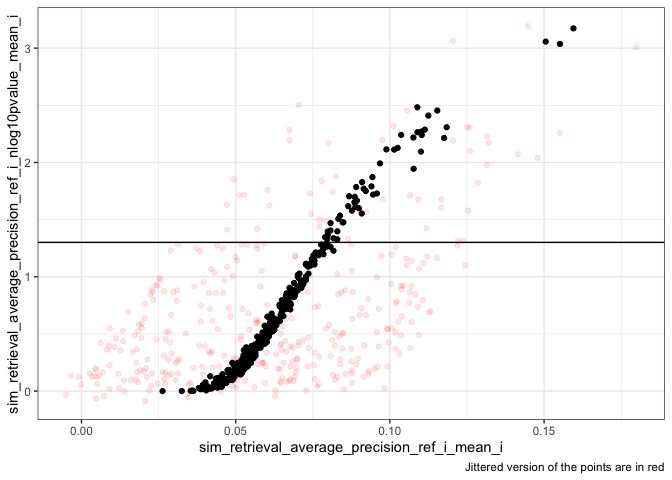 sim_retrieval_average_precision_ref_i_nlog10pvalue_mean_i
3
2
1
0
0.00
0.05
0.10
0.15
sim_retrieval_average_precision_ref_i_mean_i
Jittered version of the points are in red